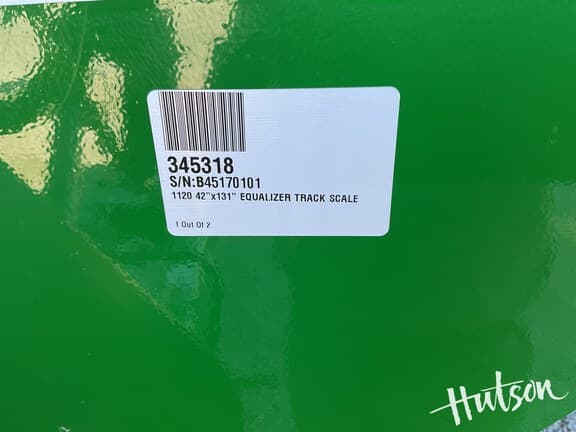 345318
S/N:B45170101
1120 42"x131" EQUALIZER TRACK SCALE
1 Out Of 2
Hutson